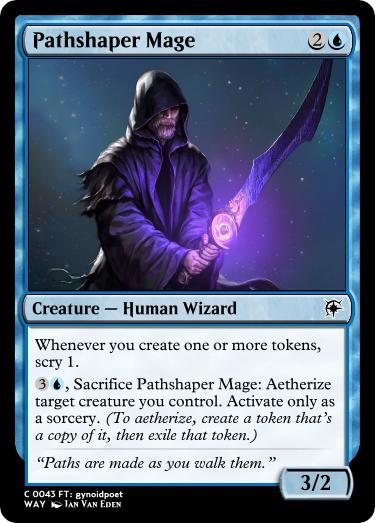 Pathshaper Mage 2
Creature — Human Wizard
Whenever you create one or more tokens,
scry 1.
3, Sacrifice Pathshaper Mage: Aetherize
target creature you control. Activate only as
a sorcery. (To aetherize, create a token that's
a copy of it, then exile that token.)
"Paths are made as you walk them."
3/2
C 0043 FT: gynoidpoet
WAY Ian Van Eden